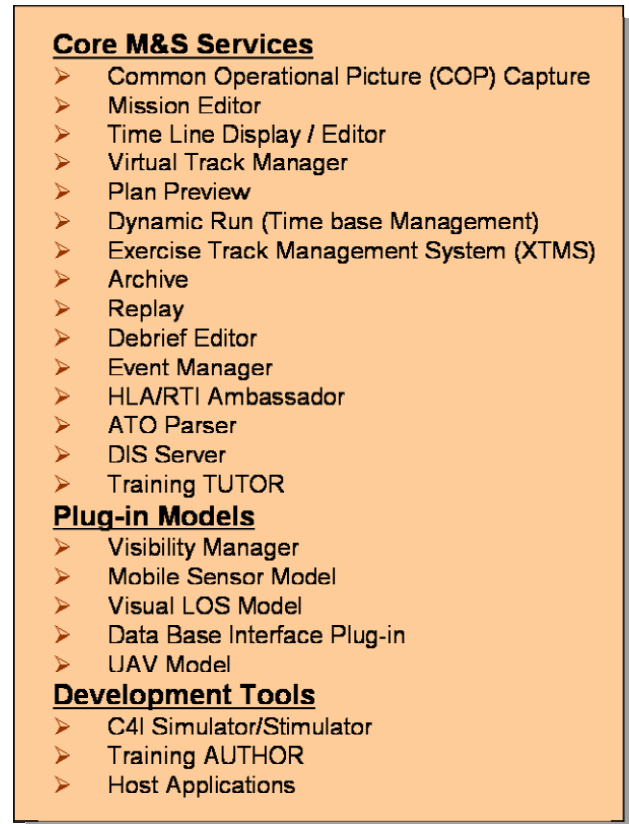 Core M&S Services
➢ Common Operational Picture (COP) Capture
➢ Mission Editor
➢ Time Line Display / Editor
➢ Virtual Track Manager
➢ Plan Preview
➢ Dynamic Run (Time base Management)
➢ Exercise Track Management System (XTMS)
➢ Archive
➢ Replay
➢ Debrief Editor
➢ Event Manager
➢ HLA/RTI Ambassador
➢ ATO Parser
➢ DIS Server
➢ Training TUTOR
Plug-in Models
➢ Visibility Manager
➢ Mobile Sensor Model
➢ Visual LOS Model
➢ Data Base Interface Plug-in
➢ UAV Model
Development Tools
➢ C4I Simulator/Stimulator
➢ Training AUTHOR
➢ Host Applications